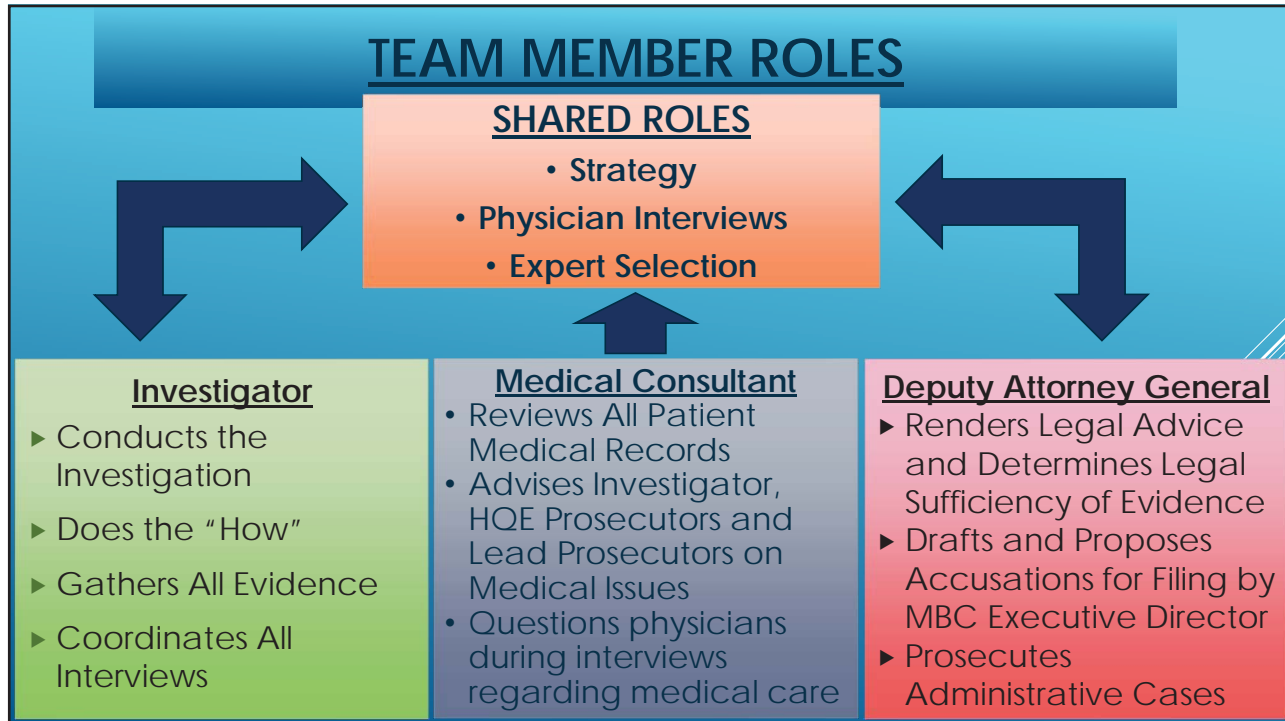 TEAM MEMBER ROLES
SHARED ROLES
• Strategy
• Physician Interviews
• Expert Selection
Investigator
▶ Conducts the
Investigation
▶ Does the “How”
▶ Gathers All Evidence
▶ Coordinates All
Interviews
Medical Consultant
• Reviews All Patient
Medical Records
• Advises Investigator,
HQE Prosecutors and
Lead Prosecutors on
Medical Issues
• Questions physicians
during interviews
regarding medical care
Deputy Attorney General
▶ Renders Legal Advice
and Determines Legal
Sufficiency of Evidence
▶ Drafts and Proposes
Accusations for Filing by
MBC Executive Director
▶ Prosecutes
Administrative Cases